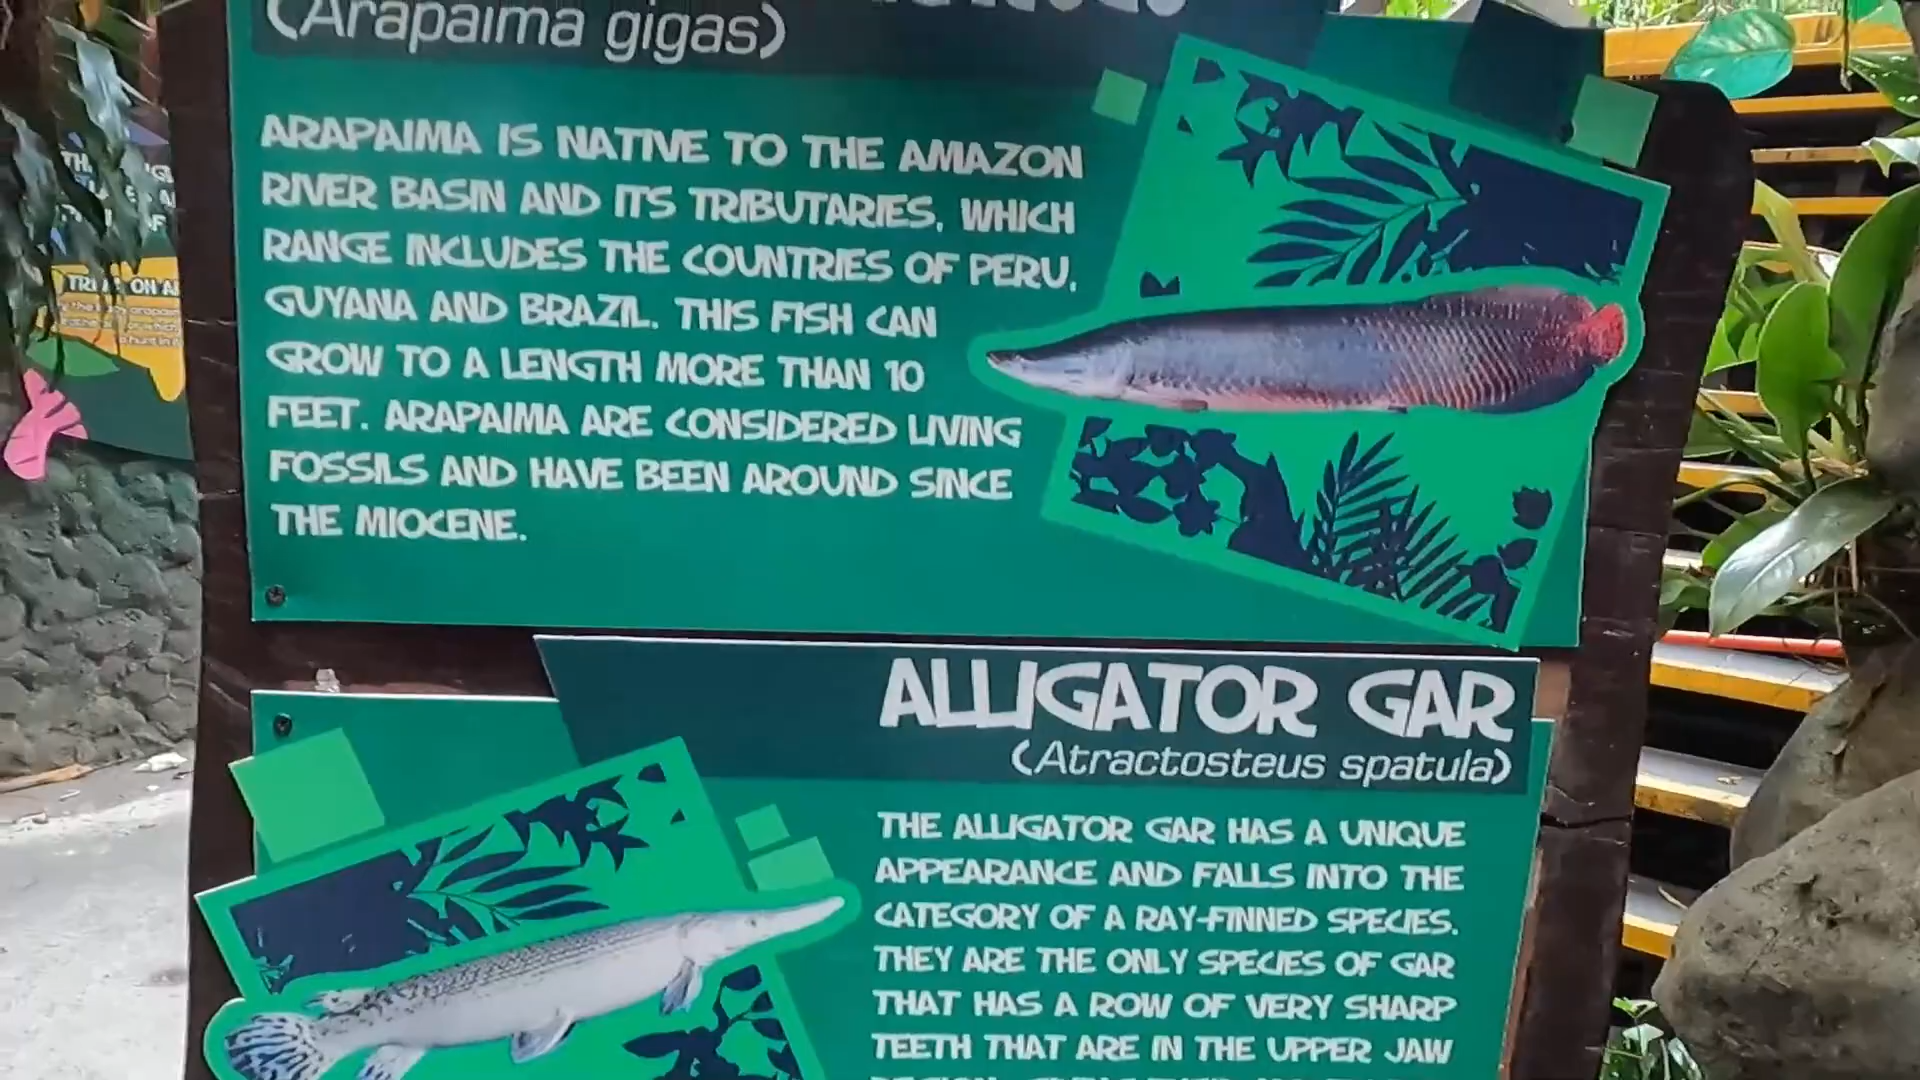 (Arapaima gigas)
ARAPAIMA IS NATIVE TO THE AMAZON
RIVER BASIN AND ITS TRIBUTARIES, WHICH
RANGE INCLUDES THE COUNTRIES OF PERU,
GUYANA AND BRAZIL. THIS FISH CAN
GROW TO A LENGTH MORE THAN 10
FEET. ARAPAIMA ARE CONSIDERED LIVING
FOSSILS AND HAVE BEEN AROUND SINCE
THE MIOCENE.
ALLIGATOR GAR
(Atractosteus spatula)
THE ALLIGATOR GAR HAS A UNIQUE
APPEARANCE AND FALLS INTO THE
CATEGORY OF A RAY-FINNED SPECIES.
THEY ARE THE ONLY SPECIES OF GAR
THAT HAS A ROW OF VERY SHARP
TEETH THAT ARE IN THE UPPER JAW